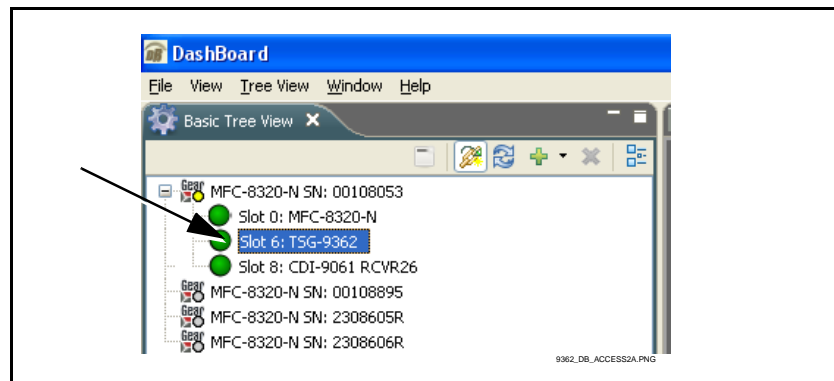 DashBoard
File View Tree View Window Help
Basic Tree View
Gear MFC-8320-N SN: 00108053
Slot 0: MFC-8320-N
Slot 6: TSG-9362
Slot 8: CDI-9061 RCVR26
Gear MFC-8320-N SN: 00108895
Gear MFC-8320-N SN: 2308605R
Gear MFC-8320-N SN: 2308606R
9362_DB_ACCESS2A.PNG